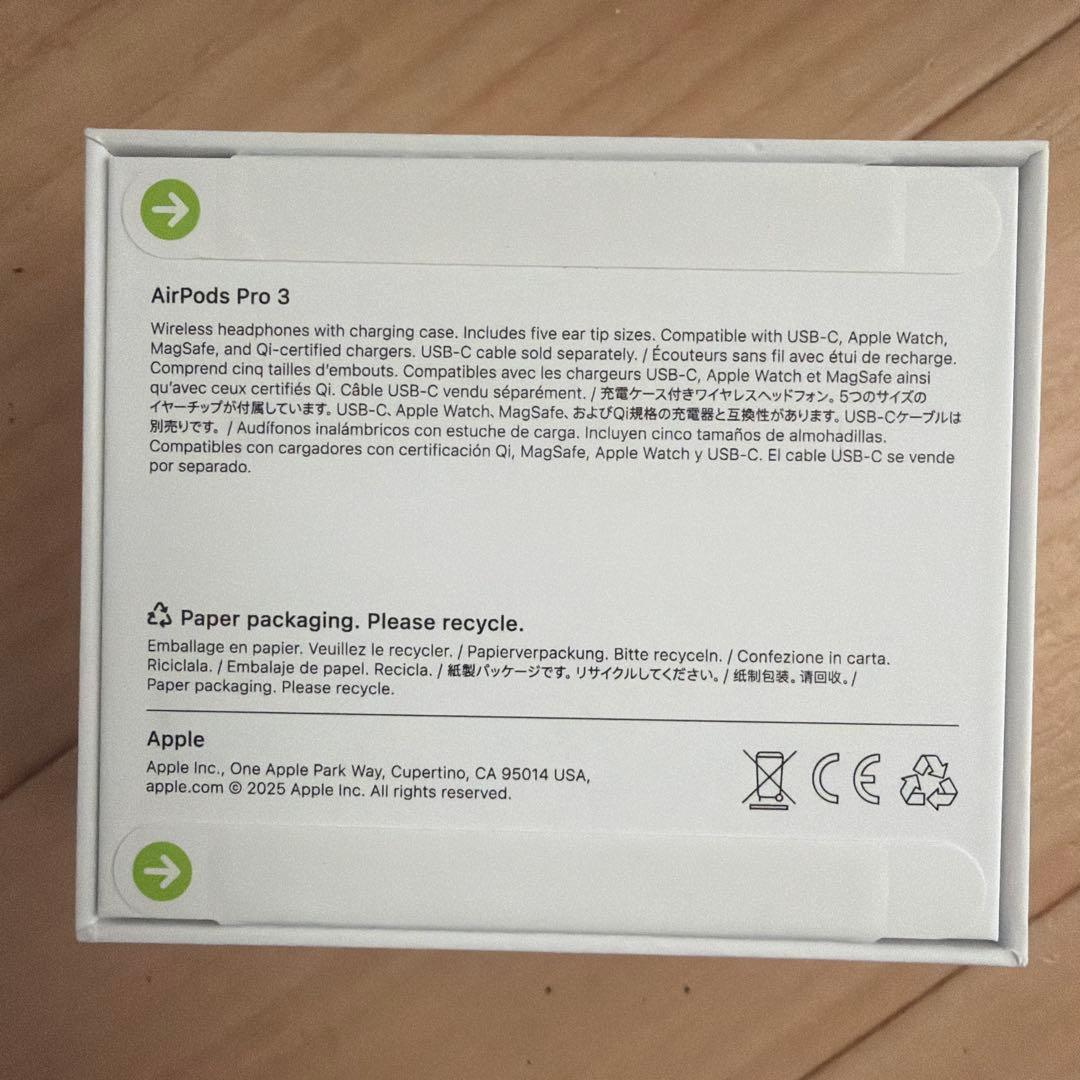 AirPods Pro 3
Wireless headphones with charging case. Includes five ear tip sizes. Compatible with USB-C, Apple Watch,
MagSafe, and Qi-certified chargers. USB-C cable sold separately. / Écouteurs sans fil avec étui de recharge.
Comprend cinq tailles d'embouts. Compatibles avec les chargeurs USB-C, Apple Watch et MagSafe ainsi
qu'avec ceux certifiés Qi. Câble USB-C vendu séparément. / 充電ケース付きワイヤレスヘッドフォン。5つのサイズの
イヤーチップが付属しています。USB-C、Apple Watch、MagSafe、およびQi規格の充電器と互換性があります。USB-Cケーブルは
別売りです。 / Audífonos inalámbricos con estuche de carga. Incluyen cinco tamaños de almohadillas.
Compatibles con cargadores con certificación Qi, MagSafe, Apple Watch y USB-C. El cable USB-C se vende
por separado.
Paper packaging. Please recycle.
Emballage en papier. Veuillez le recycler. / Papierverpackung. Bitte recyceln. / Confezione in carta.
Riciclala. / Embalaje de papel. Recicla. / 紙製パッケージです。リサイクルしてください。/ 纸制包装。请回收。/
Paper packaging. Please recycle.
Apple
Apple Inc., One Apple Park Way, Cupertino, CA 95014 USA,
apple.com © 2025 Apple Inc. All rights reserved.
CE